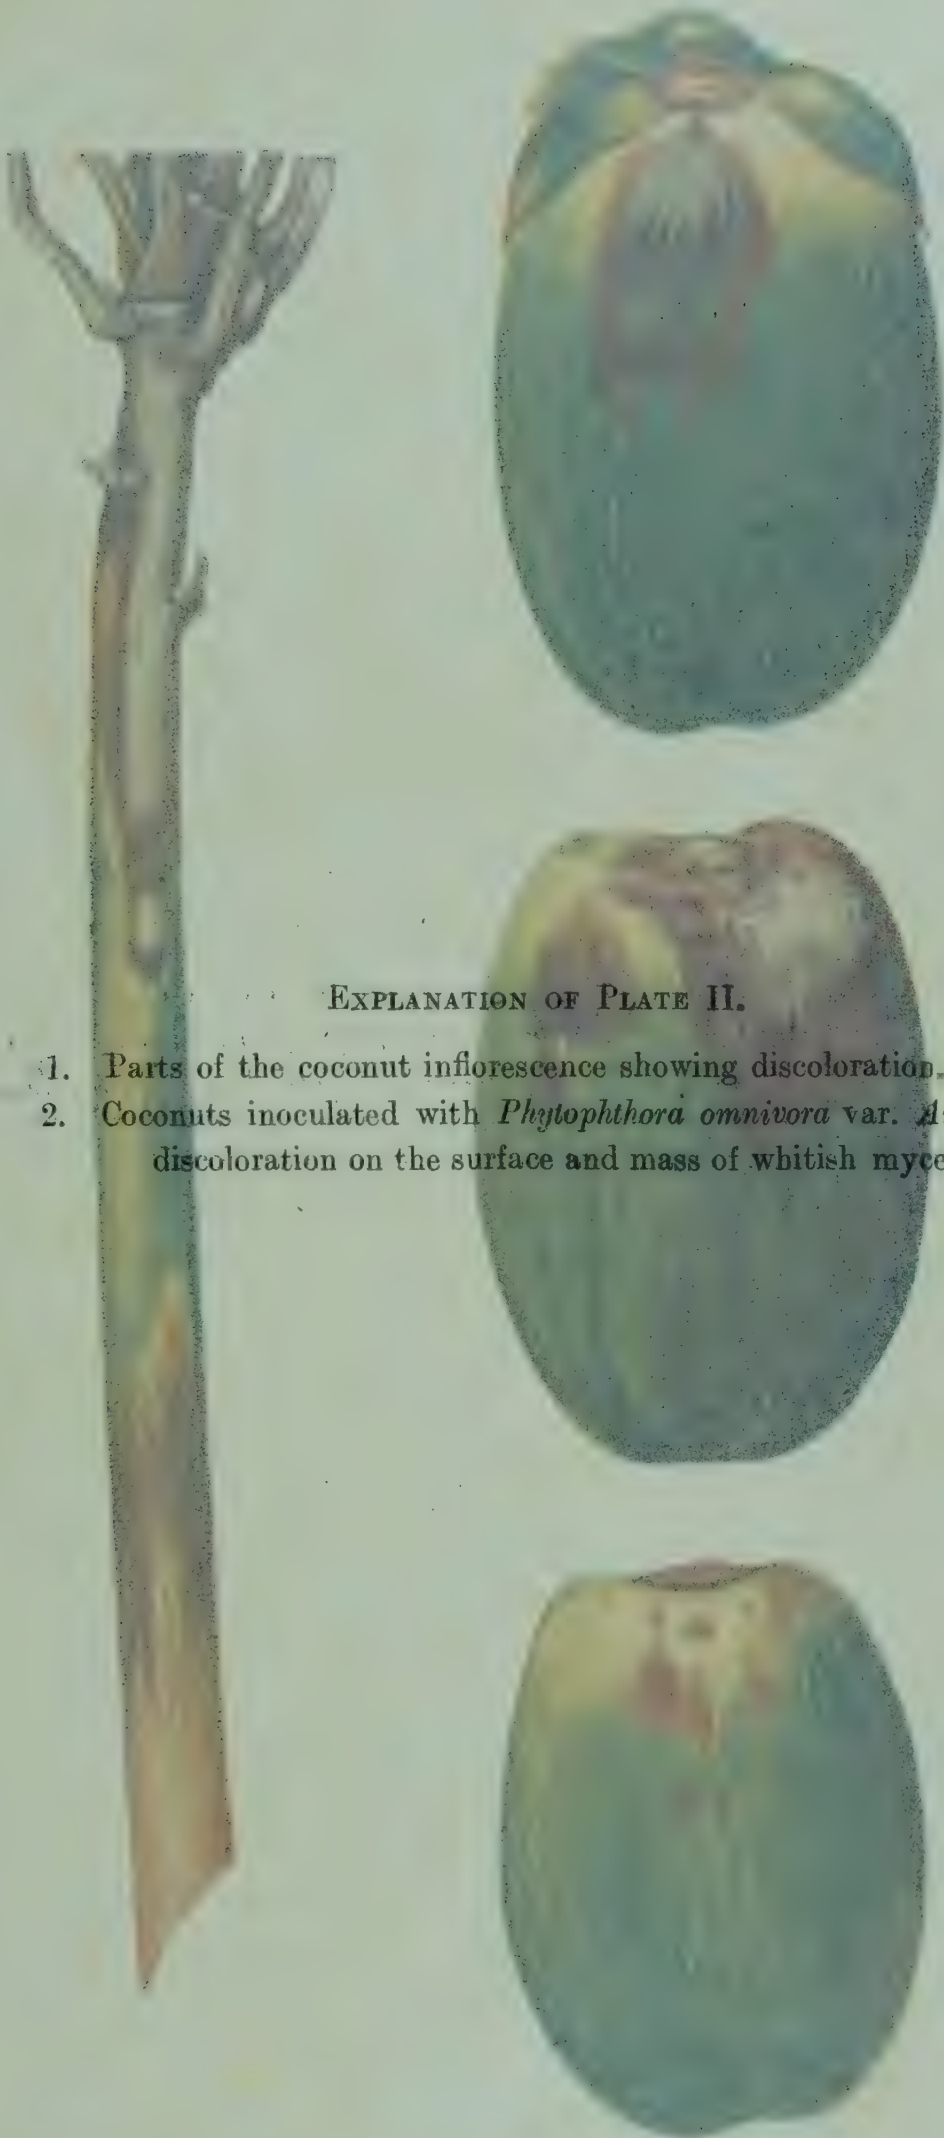 EXPLANATION OF PLATE II.
1. Parts of the coconut inflorescence showing discoloration.
2. Coconuts inoculated with Phytophthora omnivora var.
discoloration on the surface and mass of whitish